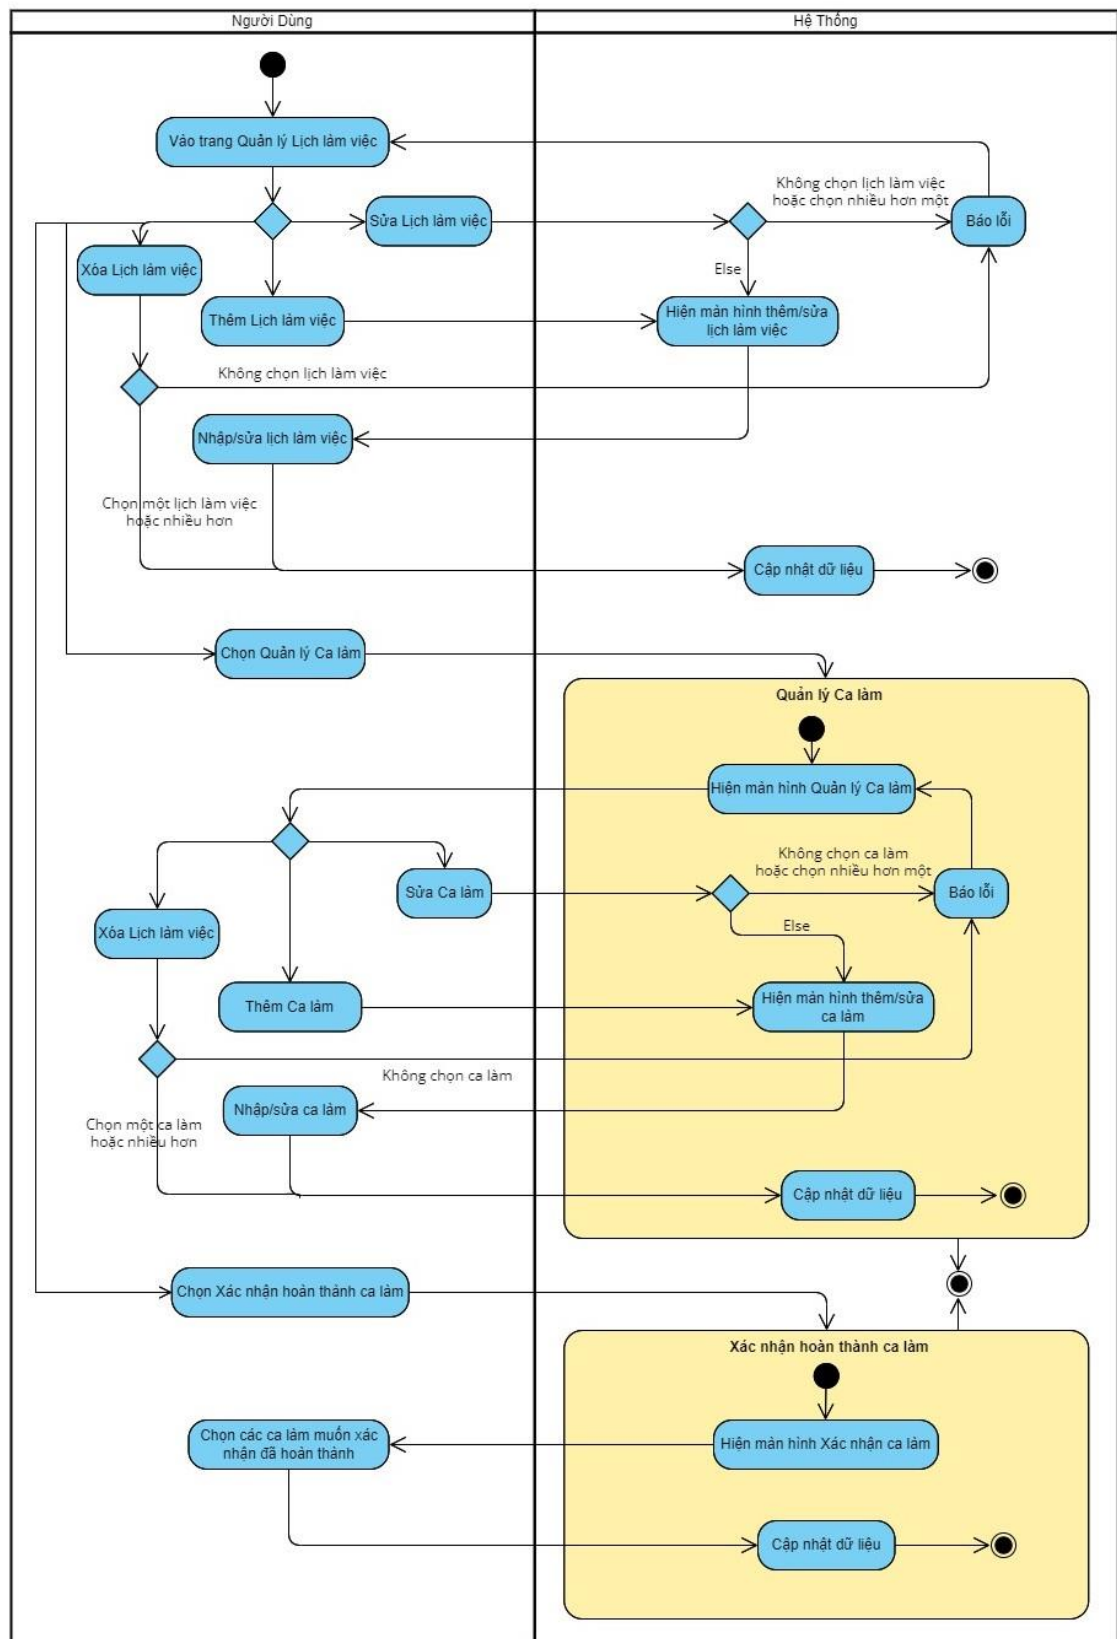 Người Dùng
Hệ Thống
Vào trang Quản lý Lịch làm việc
Không chọn lịch làm việc
hoặc chọn nhiều hơn một
Sửa Lịch làm việc
Báo lỗi
Xóa Lịch làm việc
Else
Thêm Lịch làm việc
Hiện màn hình thêm/sửa
lịch làm việc
Không chọn lịch làm việc
Nhập/sửa lịch làm việc
Chọn một lịch làm việc
hoặc nhiều hơn
Cập nhật dữ liệu
Chọn Quản lý Ca làm
Quản lý Ca làm
Hiện màn hình Quản lý Ca làm
Không chọn ca làm
hoặc chọn nhiều hơn một
Sửa Ca làm
Báo lỗi
Xóa Lịch làm việc
Else
Thêm Ca làm
Hiện màn hình thêm/sửa
ca làm
Không chọn ca làm
Nhập/sửa ca làm
Chọn một ca làm
hoặc nhiều hơn
Cập nhật dữ liệu
Chọn Xác nhận hoàn thành ca làm
Xác nhận hoàn thành ca làm
Chọn các ca làm muốn xác
nhận đã hoàn thành
Hiện màn hình Xác nhận ca làm
Cập nhật dữ liệu